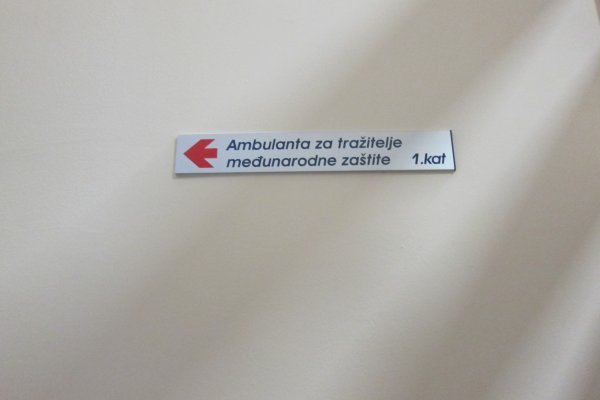 Ambulanta za tražitelje
međunarodne zaštite 1.kat